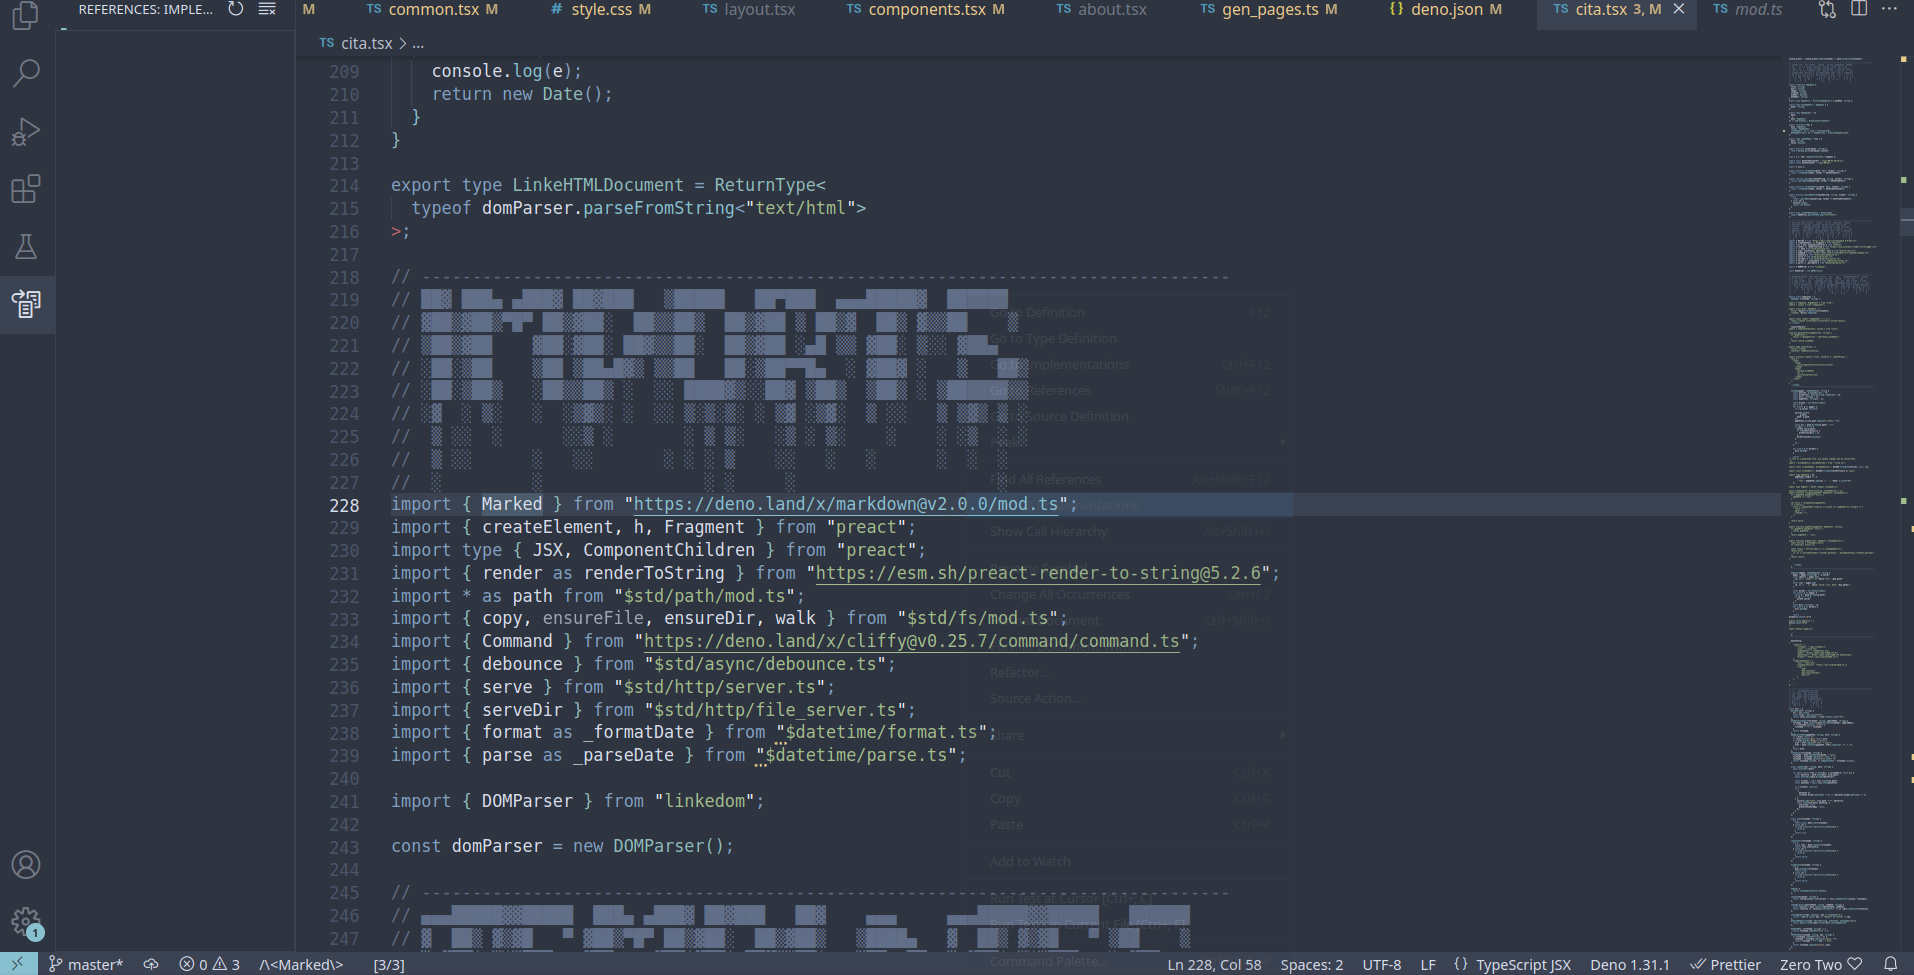 REFERENCES: IMPLE...
M
TS common.tsx M
# style.css M
TS layout.tsx
TS components.tsx M
TS about.tsx
TS gen_pages.ts M
{} deno.json M
TS cita.tsx 3, M
TS mod.ts
TS cita.tsx > ...
209 console.log(e);
210 return new Date();
211 }
212 }
213
214 export type LinkeHTMLDocument = ReturnType<
215 typeof domParser.parseFromString<"text/html">
216 >;
217
218 // --------------------------------------------------------------------------------
219 //
220 //
221 //
222 //
223 //
224 //
225 //
226 //
227 //
228 import { Marked } from "https://deno.land/x/markdown@v2.0.0/mod.ts";
229 import { createElement, h, Fragment } from "preact";
230 import type { JSX, ComponentChildren } from "preact";
231 import { render as renderToString } from "https://esm.sh/preact-render-to-string@5.2.6";
232 import * as path from "$std/path/mod.ts";
233 import { copy, ensureFile, ensureDir, walk } from "$std/fs/mod.ts";
234 import { Command } from "https://deno.land/x/cliffy@v0.25.7/command/command.ts";
235 import { debounce } from "$std/async/debounce.ts";
236 import { serve } from "$std/http/server.ts";
237 import { serveDir } from "$std/http/file_server.ts";
238 import { format as _formatDate } from "$datetime/format.ts";
239 import { parse as _parseDate } from "$datetime/parse.ts";
240
241 import { DOMParser } from "linkedom";
242
243 const domParser = new DOMParser();
244
245 // --------------------------------------------------------------------------------
246 //
247 //
Go to Definition F12
Go to Type Definition
Go to Implementations Ctrl+F12
Go to References Shift+F12
Go to Source Definition
Peek
Find All References Alt+Shift+F12
Show Call Hierarchy Alt+Shift+H
Change All Occurrences Ctrl+F2
Ctrl+Shift+I
Refactor...
Source Action...
Share
Cut Ctrl+X
Copy Ctrl+C
Paste Ctrl+V
Add to Watch
Run Test at Cursor [Ctrl+; C]
Run Tests in Current File [Ctrl+; F]
Command Palette...
1
master*
0 3
/\<Marked\>
[3/3]
Ln 228, Col 58
Spaces: 2
UTF-8
LF
{} TypeScript JSX
Deno 1.31.1
Prettier
Zero Two